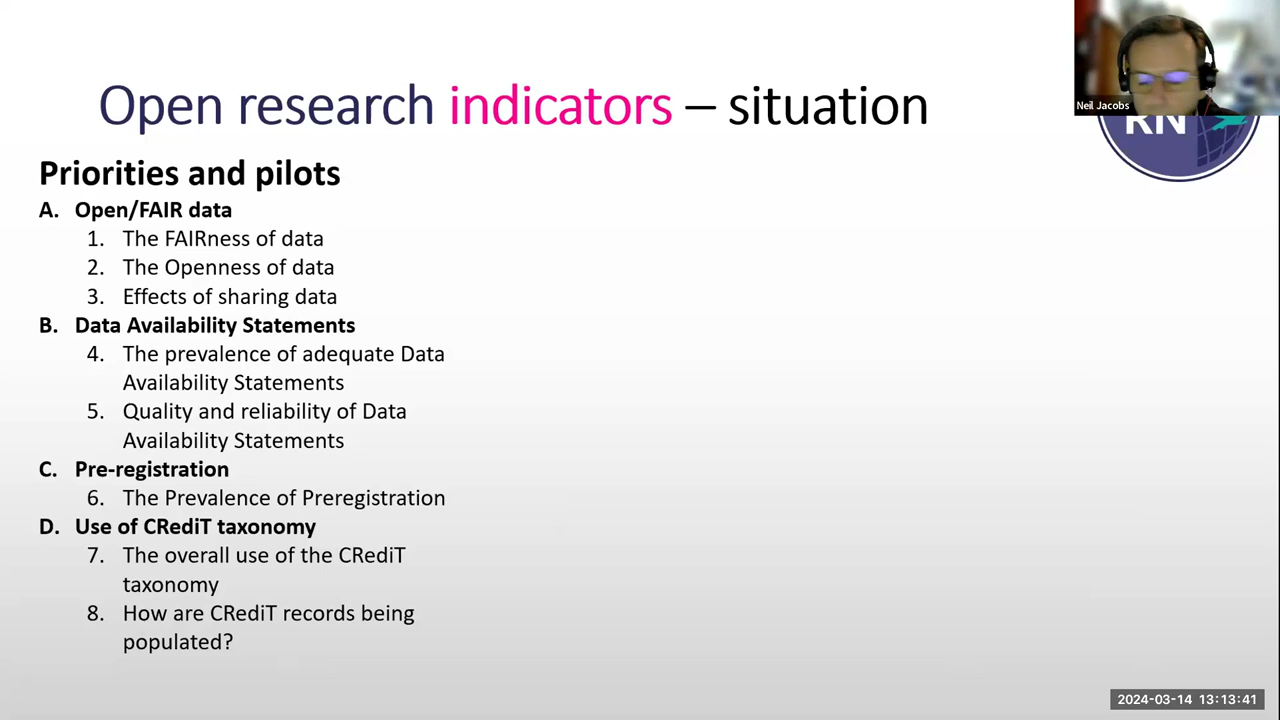 Open research indicators – situation
Neil Jacobs
RN
Priorities and pilots
A. Open/FAIR data
1. The FAIRness of data
2. The Openness of data
3. Effects of sharing data
B. Data Availability Statements
4. The prevalence of adequate Data
Availability Statements
5. Quality and reliability of Data
Availability Statements
C. Pre-registration
6. The Prevalence of Preregistration
D. Use of CRediT taxonomy
7. The overall use of the CRediT
taxonomy
8. How are CRediT records being
populated?
2024-03-14 13:13:41